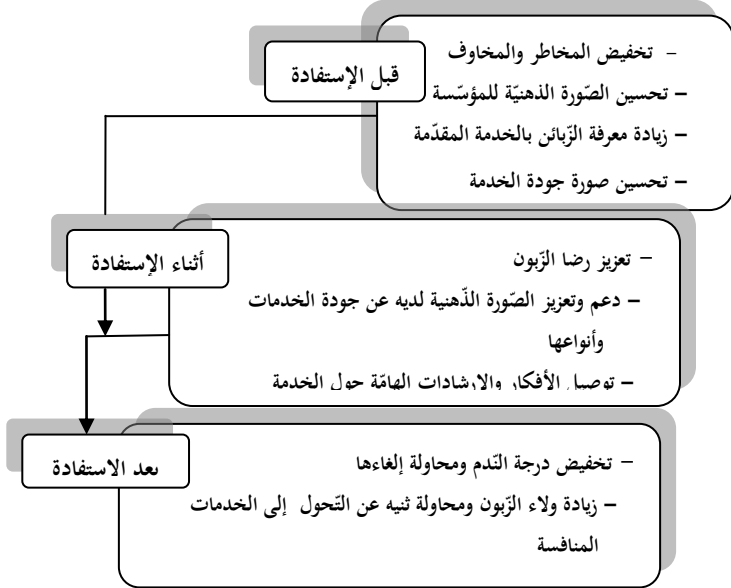 قبل الإستفادة
- تخفيض المخاطر والمخاوف
- تحسين الصّورة الذهنيّة للمؤسّسة
- زيادة معرفة الزّبائن بالخدمة المقدّمة
- تحسين صورة جودة الخدمة
أثناء الإستفادة
- تعزيز رضا الزّبون
- دعم وتعزيز الصّورة الذّهنية لديه عن جودة الخدمات
وأنواعها
- توصيل الأفكار والارشادات الهامّة حول الخدمة
بعد الاستفادة
- تخفيض درجة النّدم ومحاولة إلغاءها
- زيادة ولاء الزّبون ومحاولة ثنيه عن التّحول إلى الخدمات
المنافسة